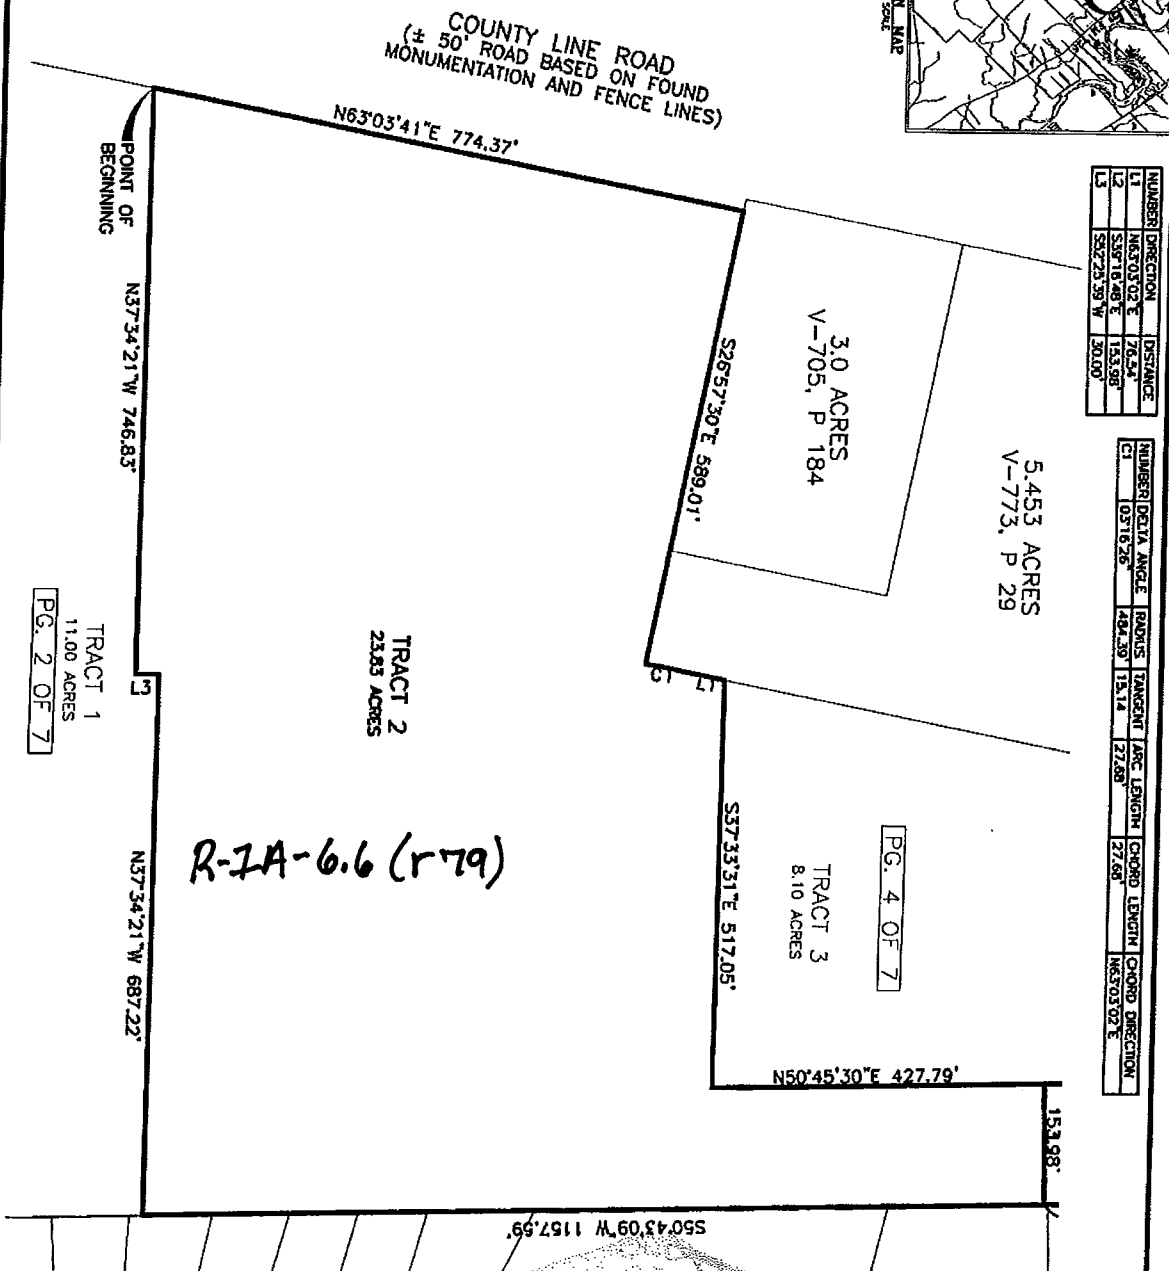 COUNTY LINE ROAD
(± 50' ROAD BASED ON FOUND
MONUMENTATION AND FENCE LINES)
N MAP
SCALE
NUMBER DIRECTION DISTANCE
L1 N63°03'02"E 76.54'
L2 S39°16'48"E 153.98'
L3 S52°25'39"W 30.00'
NUMBER DELTA ANGLE RADIUS TANGENT ARC LENGTH CHORD LENGTH CHORD DIRECTION
C1 03°16'26" 484.39' 15.14 27.68' 27.68' N63°03'02"E
N63°03'41"E 774.37'
POINT OF
BEGINNING
N37°34'21"W 746.83'
3.0 ACRES
V-705, P 184
5.453 ACRES
V-773, P 29
S26°57'30"E 589.01'
C1
L1
L3
TRACT 1
11.00 ACRES
PG. 2 OF 7
TRACT 2
23.83 ACRES
R-1A-6.6 (r79)
S37°33'31"E 517.05'
TRACT 3
8.10 ACRES
PG. 4 OF 7
N37°34'21"W 687.22'
N50°45'30"E 427.79'
153.98'
S50°43'09"W 1157.59'